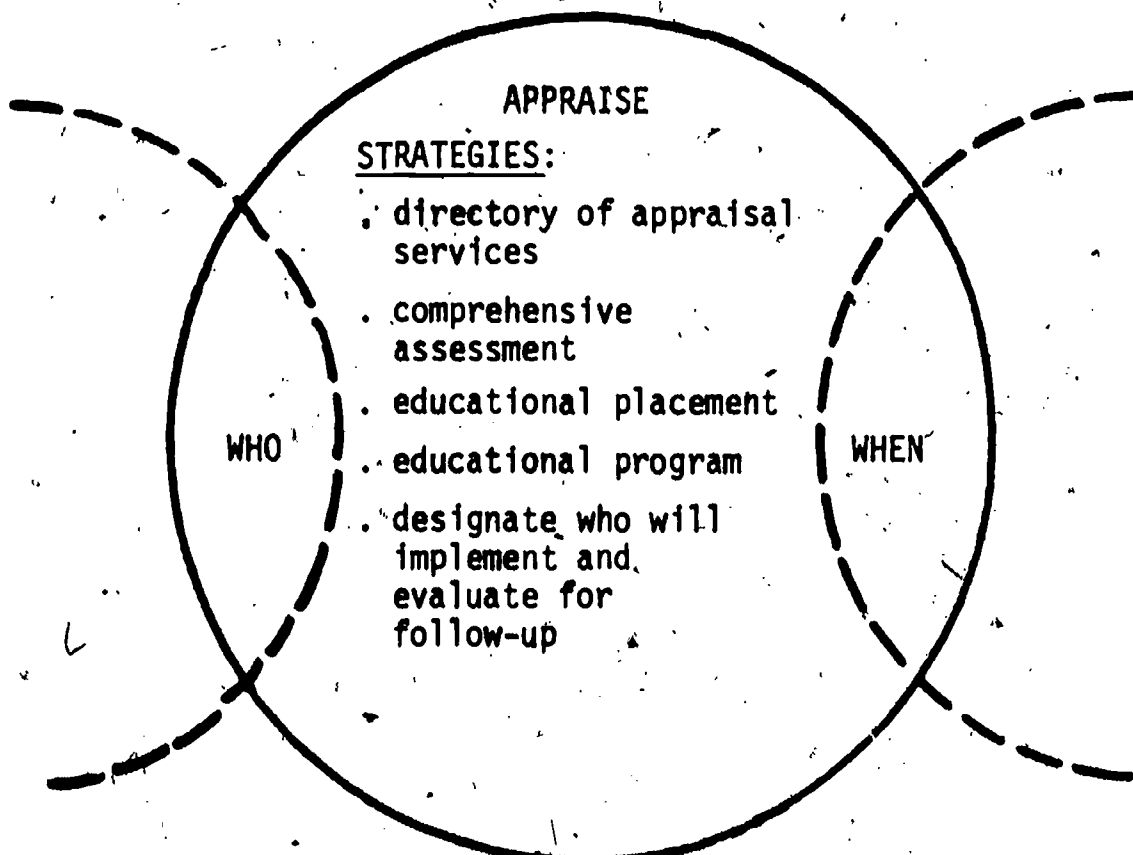 APPRAISE
STRATEGIES:
. directory of appraisal
services
. comprehensive
assessment
. educational placement
WHO
. educational program
WHEN
. designate who will
implement and
evaluate for
follow-up